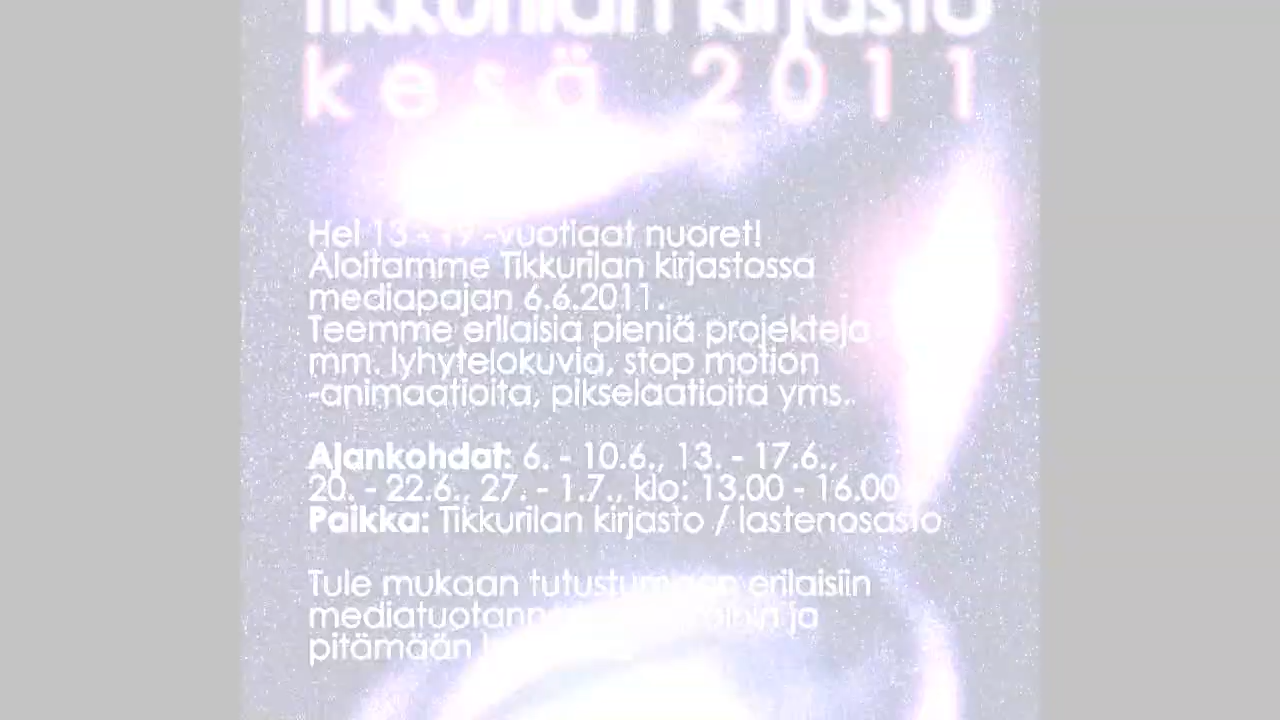 Tikkurilan kirjasto
kesä 2011
Hei 13 - 19 -vuotiaat nuoret!
Aloitamme Tikkurilan kirjastossa
mediapajan 6.6.2011.
Teemme erilaisia pieniä projekteja
mm. lyhytelokuvia, stop motion
-animaatioita, pikselaatioita yms.
Ajankohdat: 6. - 10.6., 13. - 17.6.,
20. - 22.6., 27. - 1.7., klo: 13.00 - 16.00
Paikka: Tikkurilan kirjasto / lastenosasto
Tule mukaan tutustumaan erilaisiin
ja
pitämään